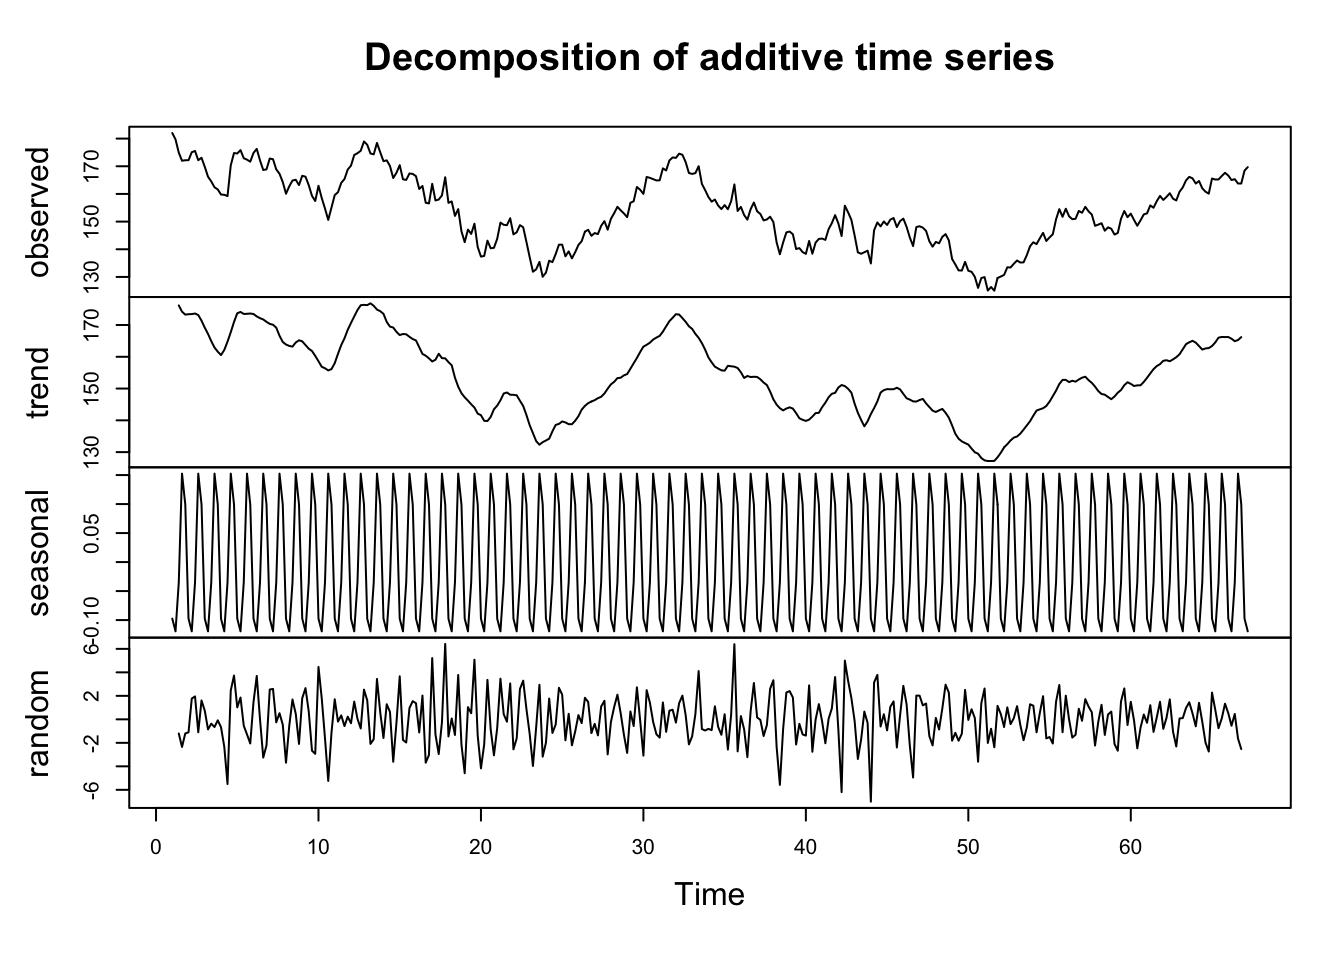 Decomposition of additive time series
observed
130 150 170
trend
130 150 170
seasonal
-0.10 0.05
random
-6 -2 2 6
0 10 20 30 40 50 60
Time